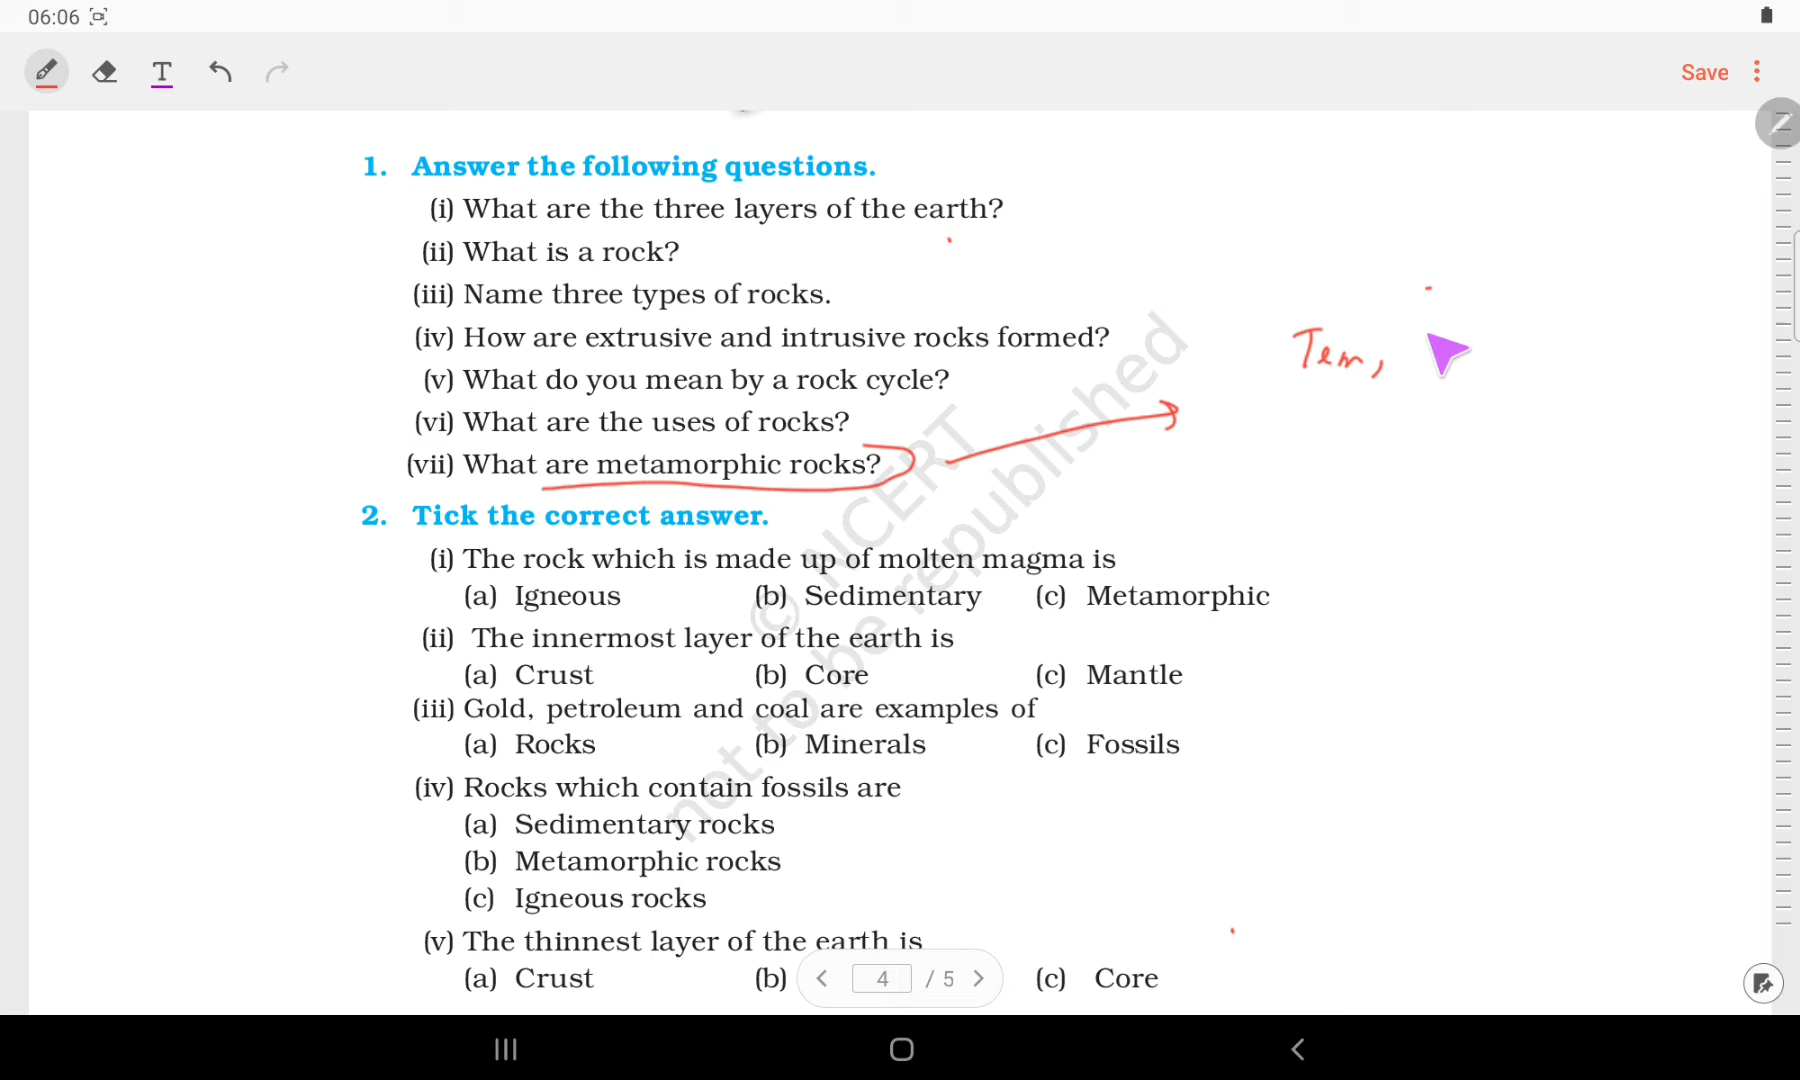 06:06
Save
1. Answer the following questions.
(i) What are the three layers of the earth?
(ii) What is a rock?
(iii) Name three types of rocks.
(iv) How are extrusive and intrusive rocks formed?
Tem,
(v) What do you mean by a rock cycle?
(vi) What are the uses of rocks?
(vii) What are metamorphic rocks?
© NCERT
not to be republished
2. Tick the correct answer.
(i) The rock which is made up of molten magma is
(a) Igneous (b) Sedimentary (c) Metamorphic
(ii) The innermost layer of the earth is
(a) Crust (b) Core (c) Mantle
(iii) Gold, petroleum and coal are examples of
(a) Rocks (b) Minerals (c) Fossils
(iv) Rocks which contain fossils are
(a) Sedimentary rocks
(b) Metamorphic rocks
(c) Igneous rocks
(v) The thinnest layer of the earth is
(a) Crust (b) (c) Core
4 / 5